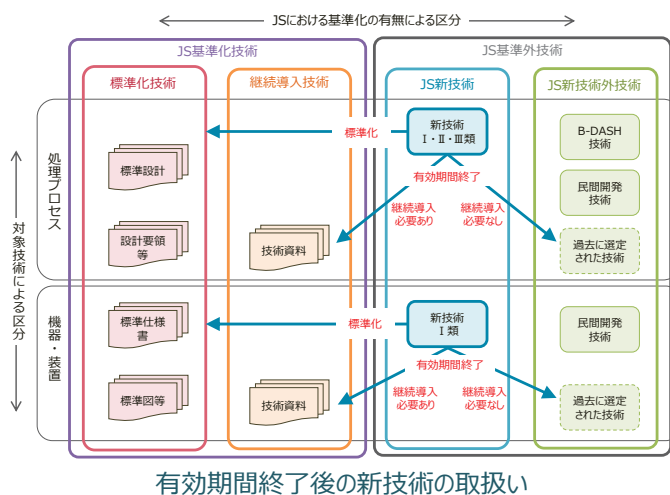 JSにおける基準化の有無による区分
JS基準化技術
JS基準外技術
標準化技術
継続導入技術
JS新技術
JS新技術外技術
対象技術による区分
処理プロセス
標準設計
設計要領
等
技術資料
標準化
新技術
Ⅰ・Ⅱ・Ⅲ類
有効期間終了
継続導入
必要あり
継続導入
必要なし
B-DASH
技術
民間開発
技術
過去に選定
された技術
機器・装置
標準仕様
書
標準図等
技術資料
標準化
新技術
Ⅰ類
有効期間終了
継続導入
必要あり
継続導入
必要なし
民間開発
技術
過去に選定
された技術
有効期間終了後の新技術の取扱い